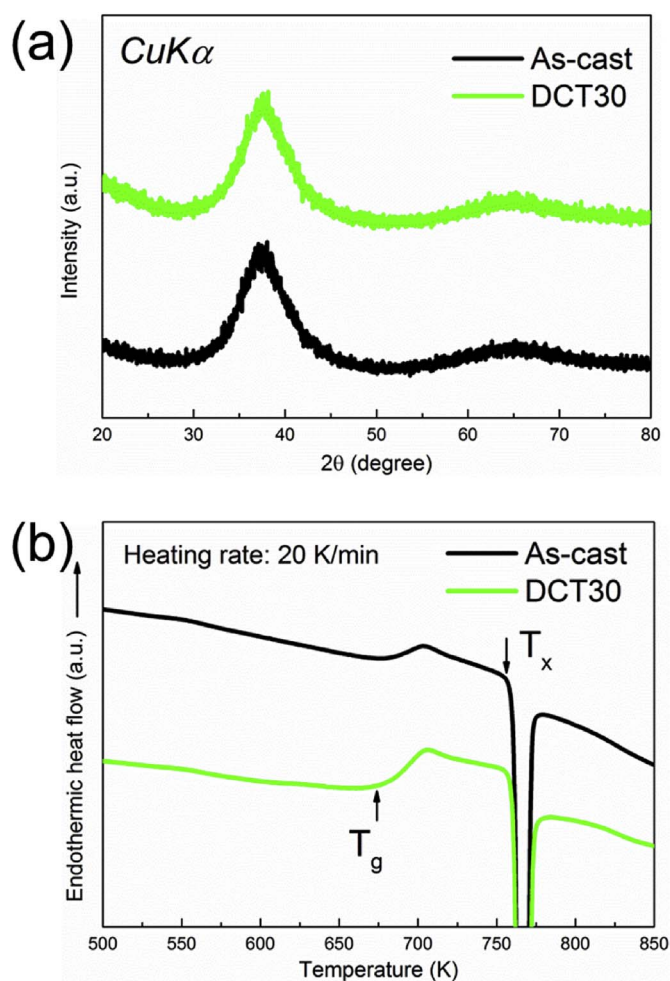 (a)
CuKα
As-cast
DCT30
Intensity (a.u.)
20 30 40 50 60 70 80
2θ (degree)
(b)
Heating rate: 20 K/min
As-cast
DCT30
Endothermic heat flow (a.u.)
Tx
Tg
500 550 600 650 700 750 800 850
Temperature (K)